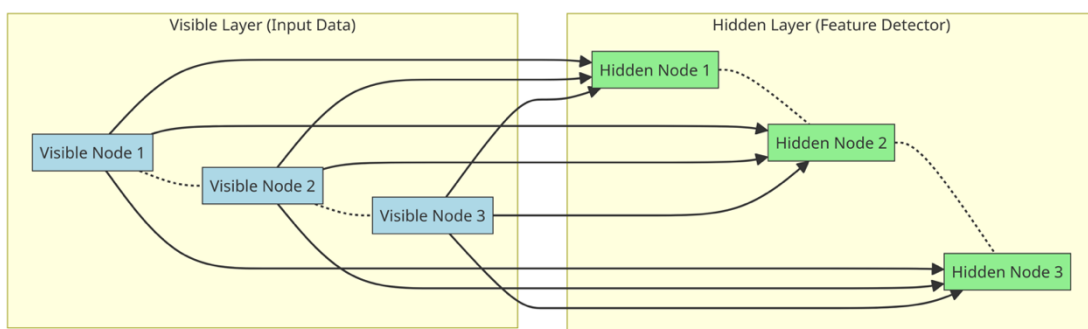 Visible Layer (Input Data)
Hidden Layer (Feature Detector)
Visible Node 1
Visible Node 2
Visible Node 3
Hidden Node 1
Hidden Node 2
Hidden Node 3